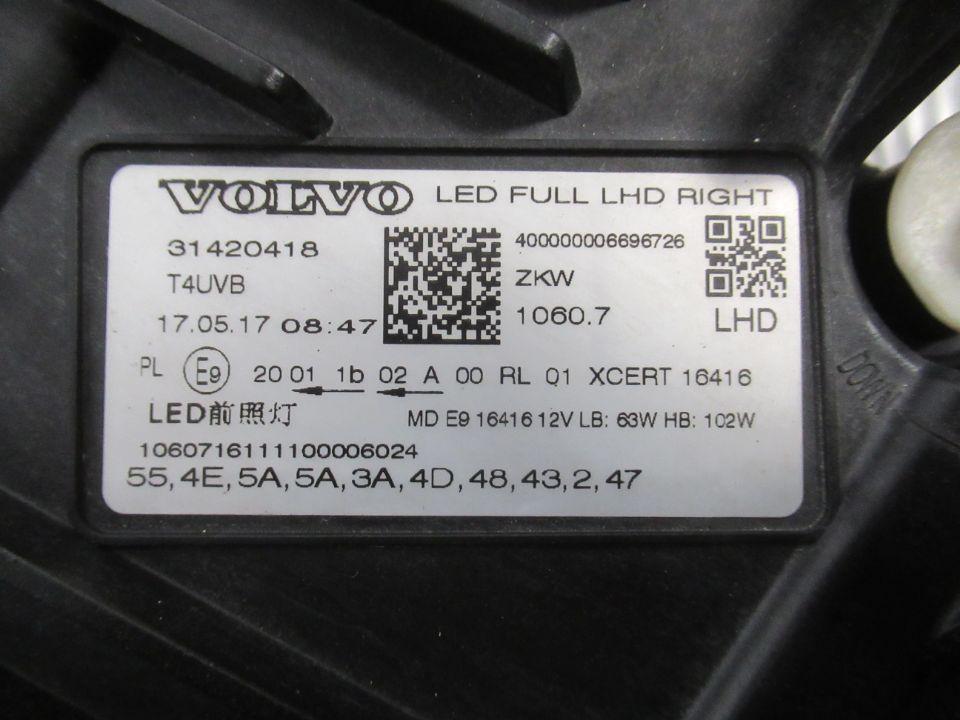 VOLVO LED FULL LHD RIGHT
31420418 400000006696726
T4UVB ZKW
17.05.17 08:47 1060.7 LHD
PL E9 20 01 1b 02 A 00 RL 01 XCERT 16416
LED前照灯 MD E9 16416 12V LB: 63W HB: 102W
1060716111100006024
55,4E,5A,5A,3A,4D,48,43,2,47
DOWN